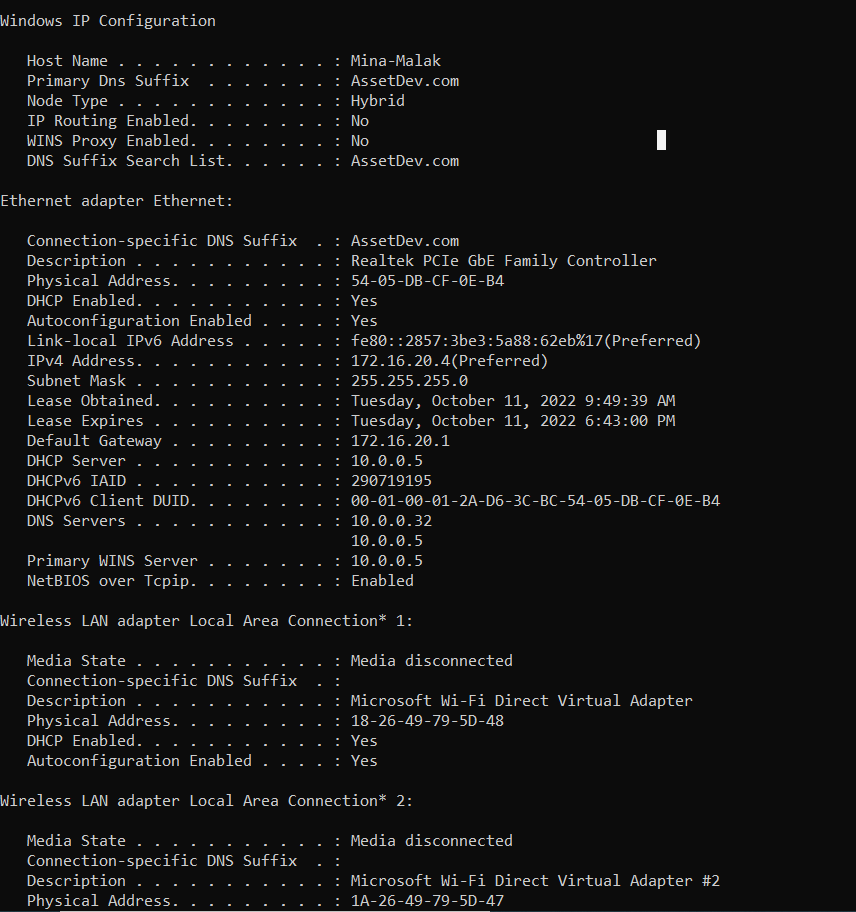 Windows IP Configuration
Host Name . . . . . . . . . . . . : Mina-Malak
Primary Dns Suffix  . . . . . . . : AssetDev.com
Node Type . . . . . . . . . . . . : Hybrid
IP Routing Enabled. . . . . . . . : No
WINS Proxy Enabled. . . . . . . . : No
DNS Suffix Search List. . . . . . : AssetDev.com
Ethernet adapter Ethernet:
Connection-specific DNS Suffix  . : AssetDev.com
Description . . . . . . . . . . . : Realtek PCIe GbE Family Controller
Physical Address. . . . . . . . . : 54-05-DB-CF-0E-B4
DHCP Enabled. . . . . . . . . . . : Yes
Autoconfiguration Enabled . . . . : Yes
Link-local IPv6 Address . . . . . : fe80::2857:3be3:5a88:62eb%17(Preferred)
IPv4 Address. . . . . . . . . . . : 172.16.20.4(Preferred)
Subnet Mask . . . . . . . . . . . : 255.255.255.0
Lease Obtained. . . . . . . . . . : Tuesday, October 11, 2022 9:49:39 AM
Lease Expires . . . . . . . . . . : Tuesday, October 11, 2022 6:43:00 PM
Default Gateway . . . . . . . . . : 172.16.20.1
DHCP Server . . . . . . . . . . . : 10.0.0.5
DHCPv6 IAID . . . . . . . . . . . : 290719195
DHCPv6 Client DUID. . . . . . . . : 00-01-00-01-2A-D6-3C-BC-54-05-DB-CF-0E-B4
DNS Servers . . . . . . . . . . . : 10.0.0.32
10.0.0.5
Primary WINS Server . . . . . . . : 10.0.0.5
NetBIOS over Tcpip. . . . . . . . : Enabled
Wireless LAN adapter Local Area Connection* 1:
Media State . . . . . . . . . . . : Media disconnected
Connection-specific DNS Suffix  . :
Description . . . . . . . . . . . : Microsoft Wi-Fi Direct Virtual Adapter
Physical Address. . . . . . . . . : 18-26-49-79-5D-48
DHCP Enabled. . . . . . . . . . . : Yes
Autoconfiguration Enabled . . . . : Yes
Wireless LAN adapter Local Area Connection* 2:
Media State . . . . . . . . . . . : Media disconnected
Connection-specific DNS Suffix  . :
Description . . . . . . . . . . . : Microsoft Wi-Fi Direct Virtual Adapter #2
Physical Address. . . . . . . . . : 1A-26-49-79-5D-47